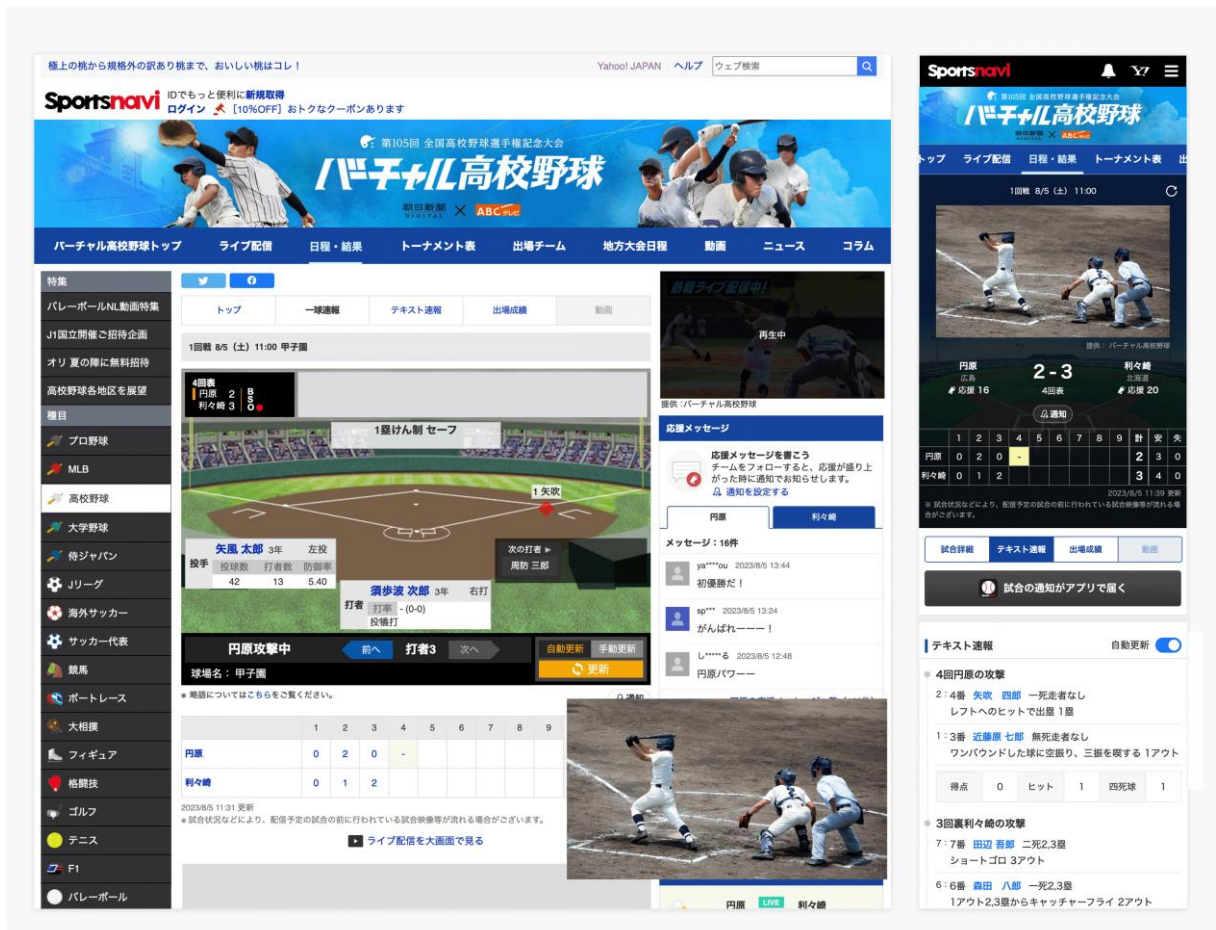 極上の桃から規格外の訳あり桃まで、おいしい桃はコレ！
Yahoo! JAPAN ヘルプ ウェブ検索
Sportsnavi
IDでもっと便利に新規取得
ログイン [10%OFF] おトクなクーポンあります
第105回 全国高校野球選手権記念大会
バーチャル高校野球
朝日新聞 DIGITAL × ABCテレビ
バーチャル高校野球トップ ライブ配信 日程・結果 トーナメント表 出場チーム 地方大会日程 動画 ニュース コラム
特集
バレーボールNL動画特集
J1国立開催ご招待企画
オリ 夏の陣に無料招待
高校野球各地区を展望
種目
プロ野球
MLB
高校野球
大学野球
侍ジャパン
Jリーグ
海外サッカー
サッカー代表
競馬
ボートレース
大相撲
フィギュア
格闘技
ゴルフ
テニス
F1
バレーボール
トップ 一球速報 テキスト速報 出場成績 動画
1回戦 8/5（土）11:00 甲子園
4回表
円原 2
利々崎 3
B
S
O
1塁けん制 セーフ
1 矢吹
投手
矢風 太郎 3年 左投
投球数 打者数 防御率
42 13 5.40
次の打者
周防 三郎
打者
須歩波 次郎 3年 右打
打率 - (0-0)
投犠打
円原攻撃中
前へ 打者3 次へ
自動更新 手動更新
更新
球場名： 甲子園
※ 略語についてはこちらをご覧ください。
通知
1 2 3 4 5 6 7 8 9
円原 0 2 0 -
利々崎 0 1 2
2023/8/5 11:31 更新
※ 試合状況などにより、配信予定の試合の前に行われている試合映像等が流れる場合がございます。
ライブ配信を大画面で見る
熱戦ライブ配信中!
再生中
提供：バーチャル高校野球
応援メッセージ
応援メッセージを書こう
チームをフォローすると、応援が盛り上
がった時に通知でお知らせします。
通知を設定する
円原 利々崎
メッセージ：16件
ya****ou 2023/8/5 13:44
初優勝だ！
sp*** 2023/8/5 13:24
がんばれーーー！
し*****る 2023/8/5 12:48
円原パワーー
円原 LIVE 利々崎
Sportsnavi
第105回 全国高校野球選手権記念大会
バーチャル高校野球
朝日新聞 DIGITAL × ABCテレビ
トップ ライブ配信 日程・結果 トーナメント表 出
1回戦 8/5（土）11:00
提供： バーチャル高校野球
円原 2-3 利々崎
広島 北海道
応援 16 4回表 応援 20
通知
1 2 3 4 5 6 7 8 9 計 安 失
円原 0 2 0 - 2 3 0
利々崎 0 1 2 3 4 0
2023/8/5 11:39 更新
※ 試合状況などにより、配信予定の試合の前に行われている試合映像等が流れる場
合がございます。
試合詳細 テキスト速報 出場成績 動画
試合の通知がアプリで届く
テキスト速報 自動更新
4回円原の攻撃
2：4番 矢吹 四郎 一死走者なし
レフトへのヒットで出塁 1塁
1：3番 近藤原 七郎 無死走者なし
ワンバウンドした球に空振り、三振を喫する 1アウト
得点 0 ヒット 1 四死球 1
3回裏利々崎の攻撃
7：7番 田辺 吾郎 二死2,3塁
ショートゴロ 3アウト
6：6番 森田 八郎 一死2,3塁
1アウト2,3塁からキャッチャーフライ 2アウト